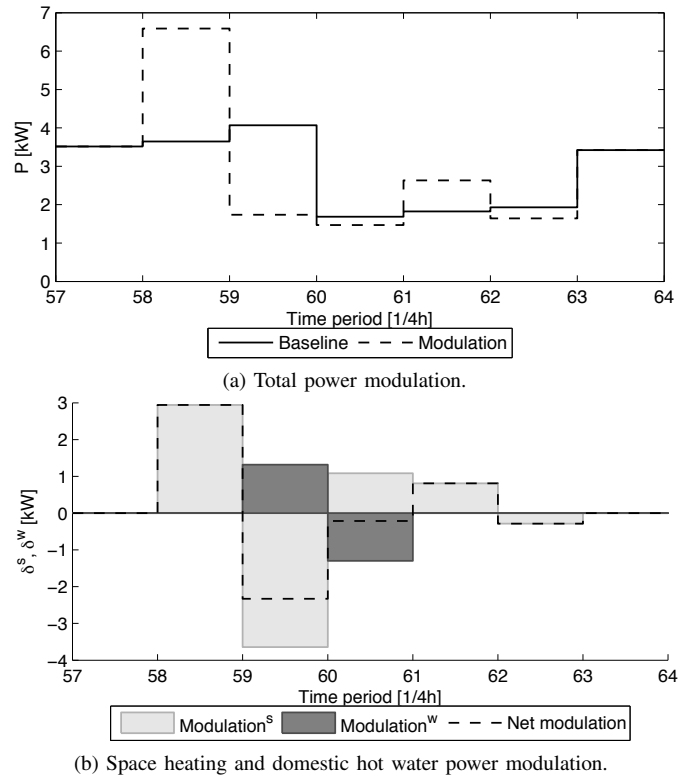 7
6
5
4
3
2
1
0
P [kW]
57 58 59 60 61 62 63 64
Time period [1/4h]
Baseline Modulation
(a) Total power modulation.
3
2
1
0
−1
−2
−3
−4
δˢ, δʷ [kW]
57 58 59 60 61 62 63 64
Time period [1/4h]
Modulationˢ Modulationʷ Net modulation
(b) Space heating and domestic hot water power modulation.